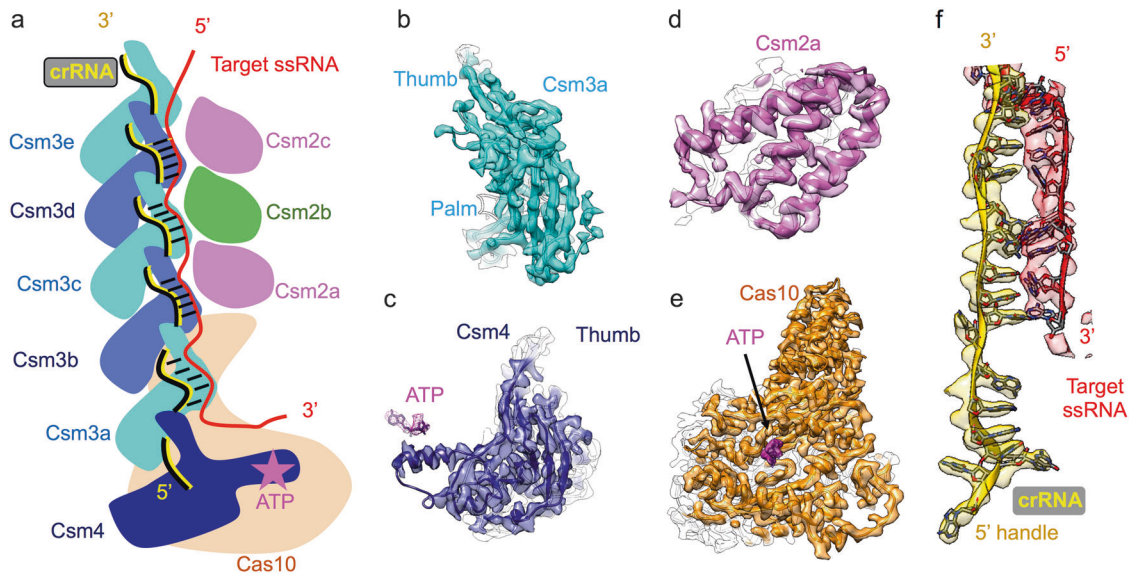 a
3’
5’
crRNA
Target ssRNA
Csm3e
Csm2c
Csm3d
Csm2b
Csm3c
Csm2a
Csm3b
Csm3a
3’
5’
ATP
Csm4
Cas10
b
Thumb
Csm3a
Palm
c
Csm4
Thumb
ATP
d
Csm2a
e
Cas10
ATP
f
3’
5’
3’
Target
ssRNA
crRNA
5’ handle